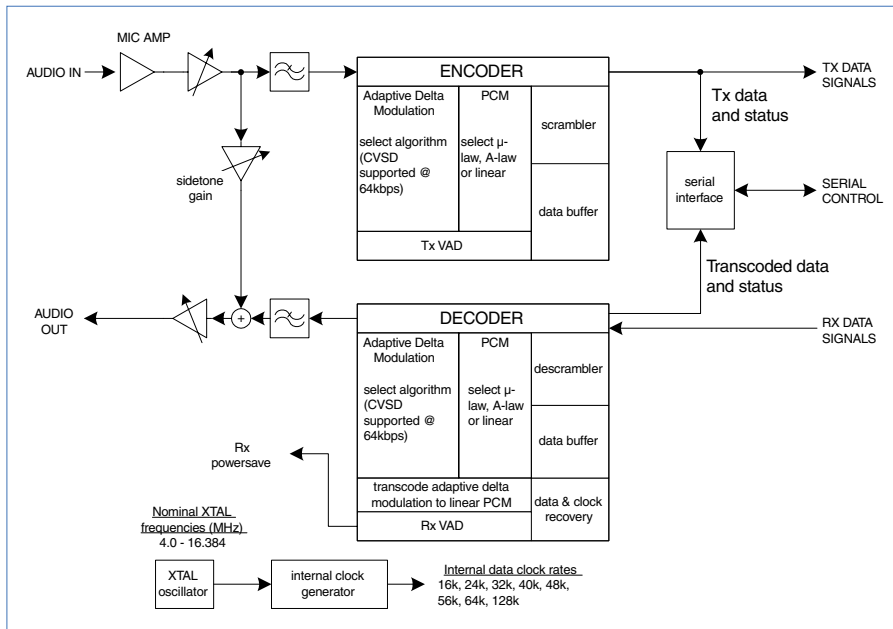 MIC AMP
AUDIO IN
ENCODER
TX DATA
SIGNALS
Adaptive Delta
Modulation
select algorithm
(CVSD
supported @
64kbps)
PCM
select µ-
law, A-law
or linear
scrambler
data buffer
Tx VAD
Tx data
and status
sidetone
gain
serial
interface
SERIAL
CONTROL
Transcoded data
and status
AUDIO
OUT
+
DECODER
RX DATA
SIGNALS
Adaptive Delta
Modulation
select algorithm
(CVSD
supported @
64kbps)
PCM
select µ-
law, A-law
or linear
descrambler
data buffer
transcode adaptive delta
modulation to linear PCM
data & clock
recovery
Rx VAD
Rx
powersave
Nominal XTAL
frequencies (MHz)
4.0 - 16.384
XTAL
oscillator
internal clock
generator
Internal data clock rates
16k, 24k, 32k, 40k, 48k,
56k, 64k, 128k